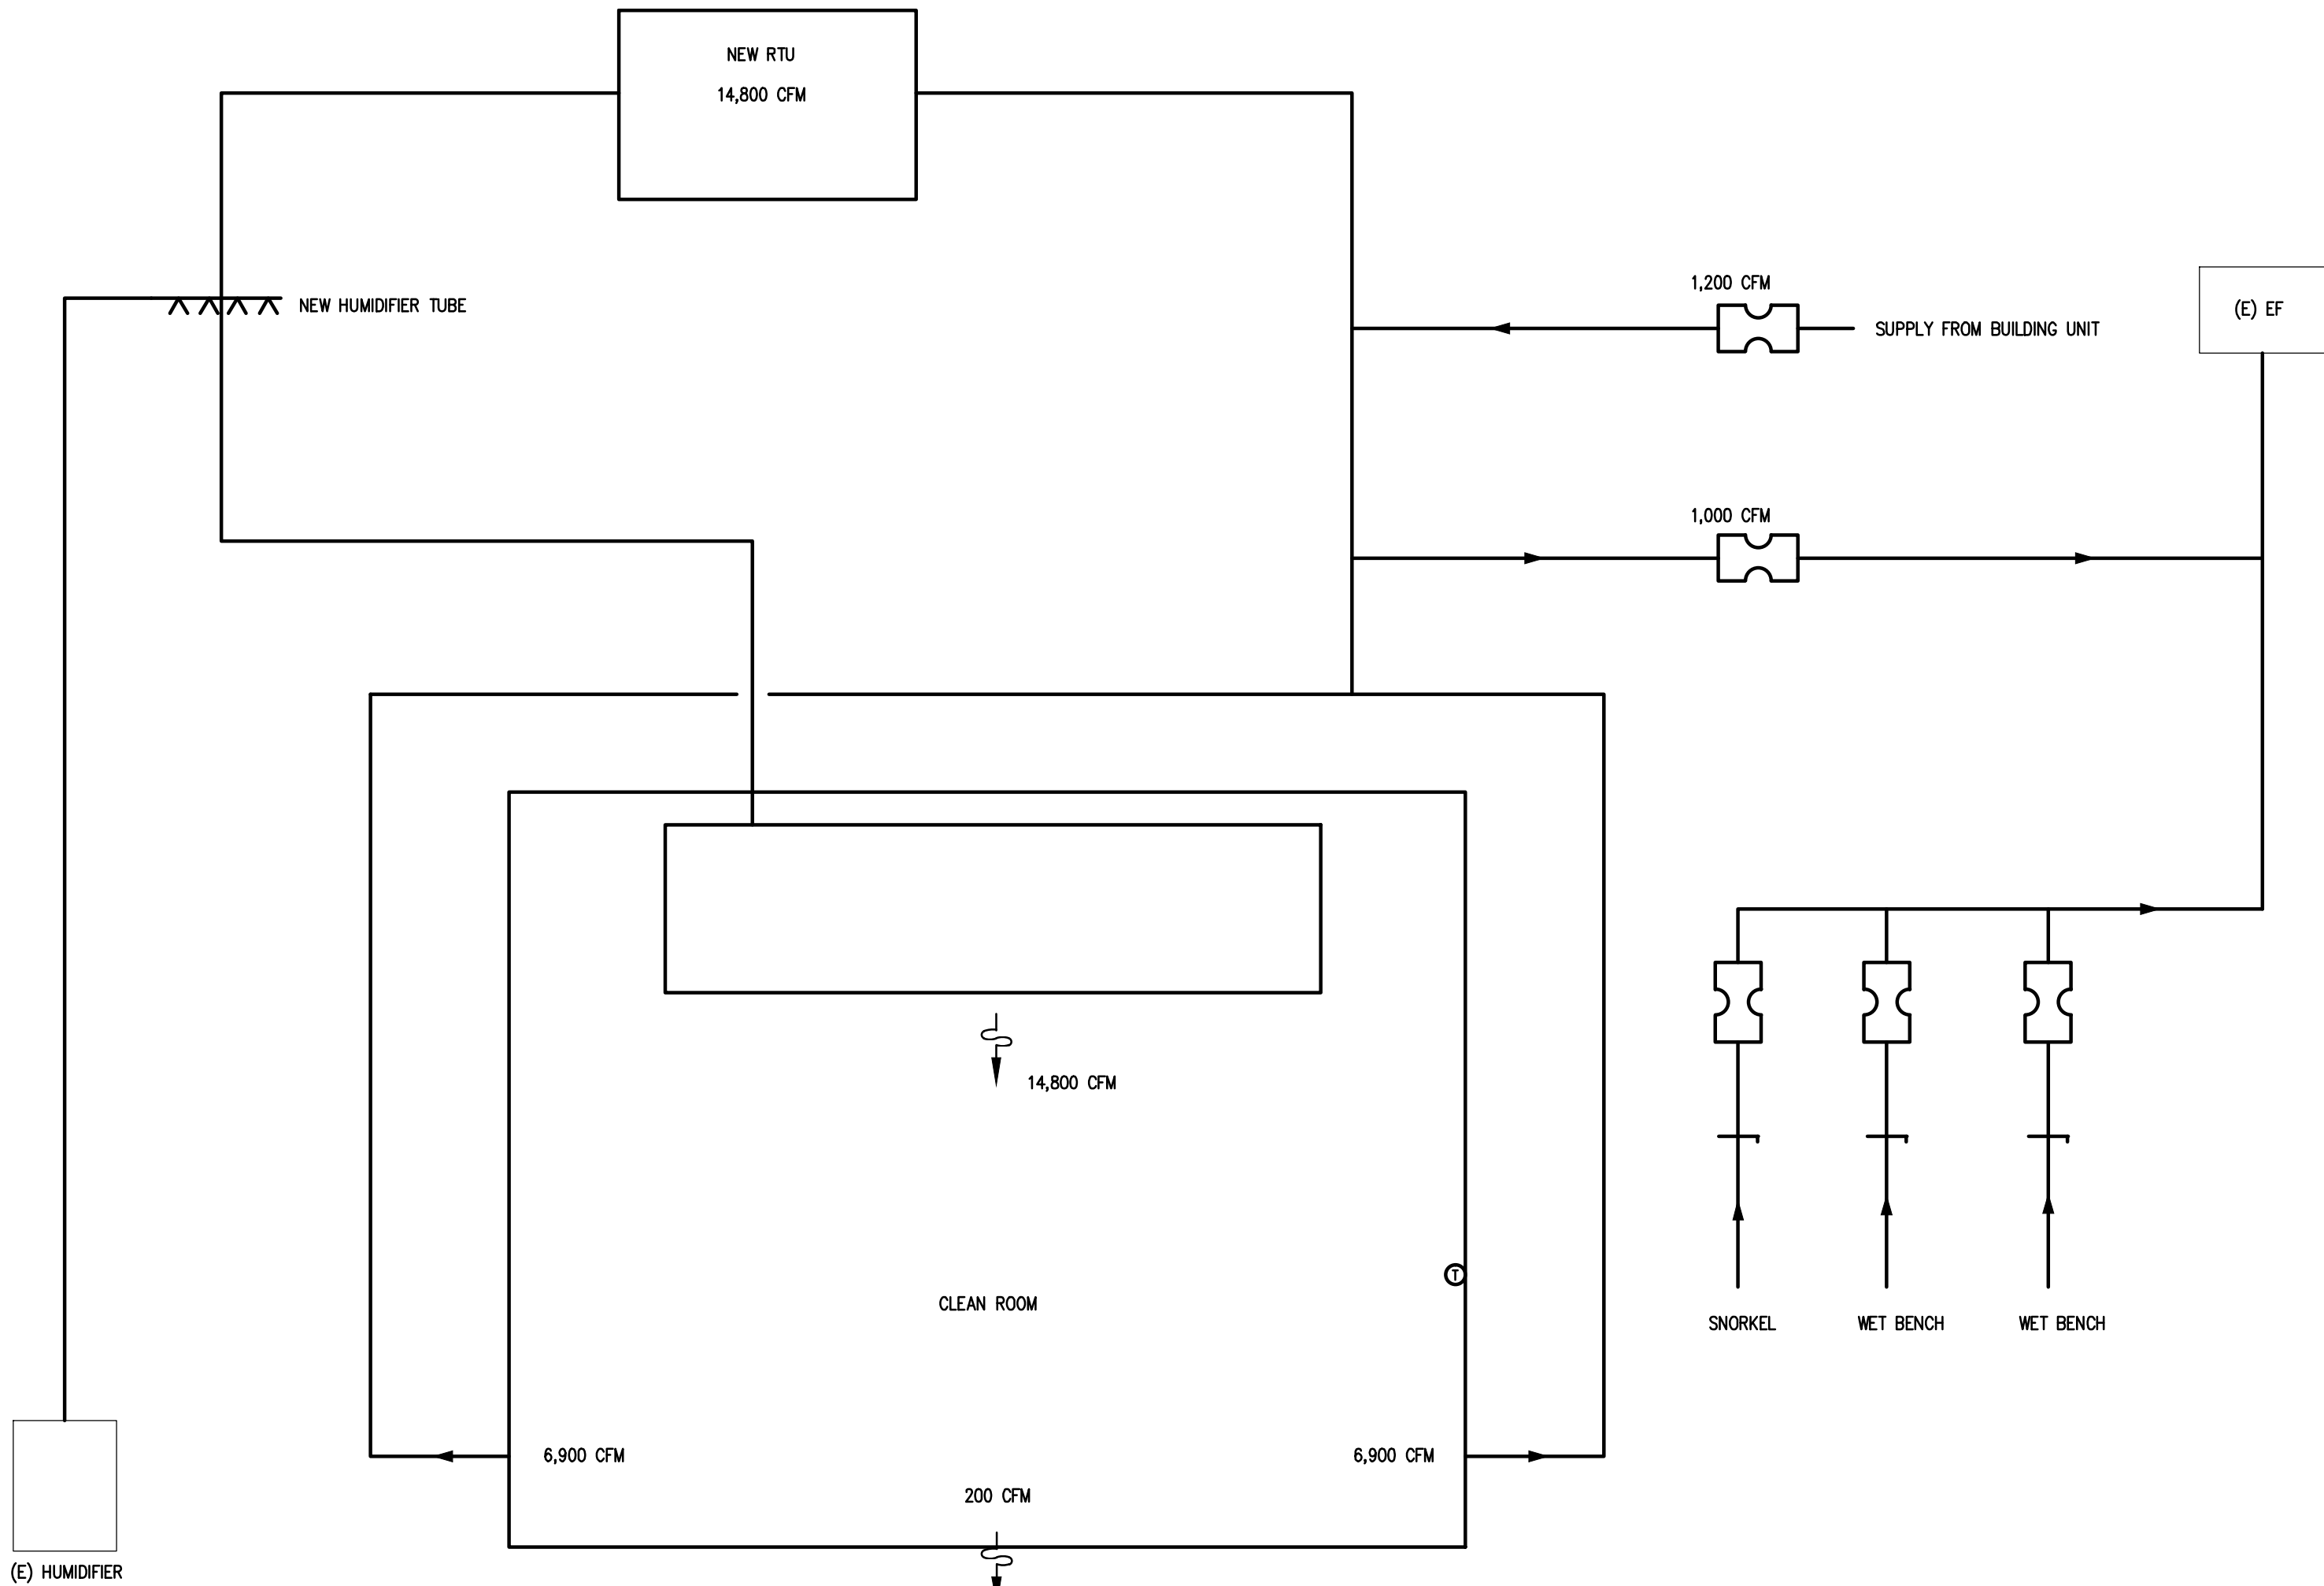 NEW RTU
14,800 CFM
1,200 CFM
(E) EF
NEW HUMIDIFIER TUBE
SUPPLY FROM BUILDING UNIT
1,000 CFM
14,800 CFM
T
CLEAN ROOM
SNORKEL
WET BENCH
WET BENCH
6,900 CFM
6,900 CFM
200 CFM
(E) HUMIDIFIER